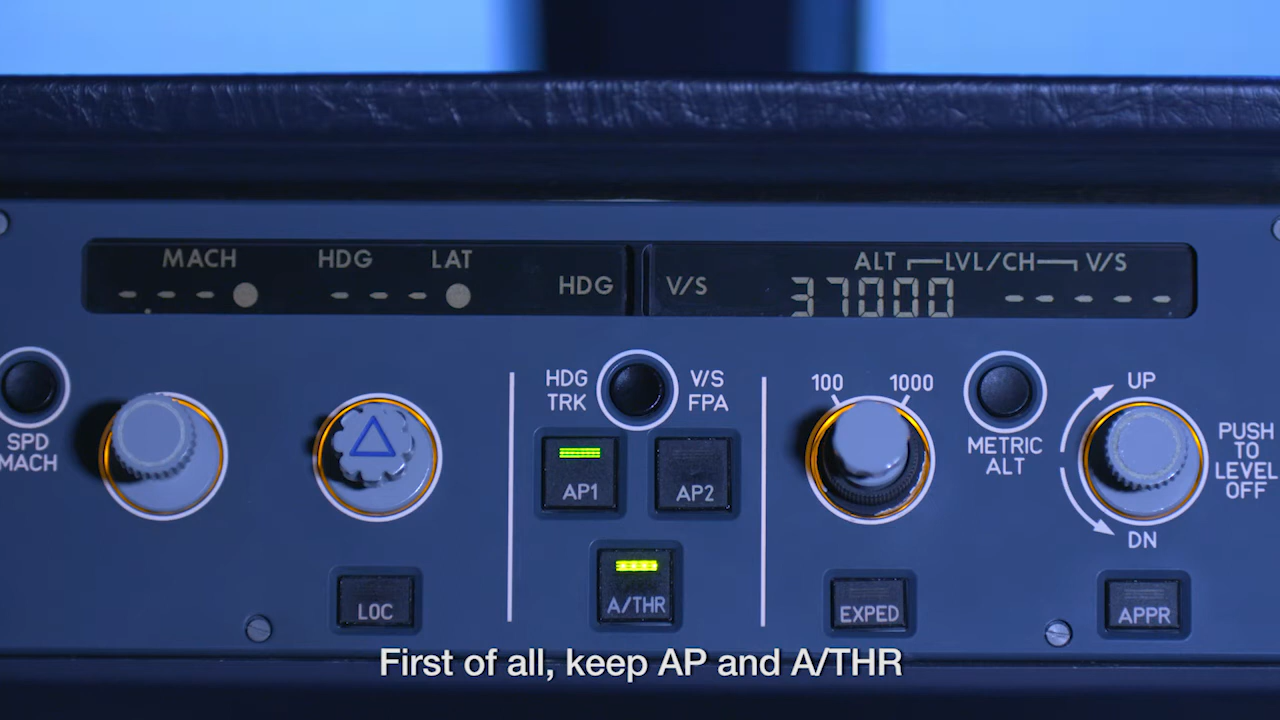 MACH HDG LAT HDG
V/S ALT LVL/CH V/S
- - - - - - 37000 - - - - -
SPD
MACH
HDG
TRK
V/S
FPA
AP1
AP2
A/THR
LOC
100 1000
METRIC
ALT
UP
DN
PUSH
TO
LEVEL
OFF
EXPED
APPR
First of all, keep AP and A/THR